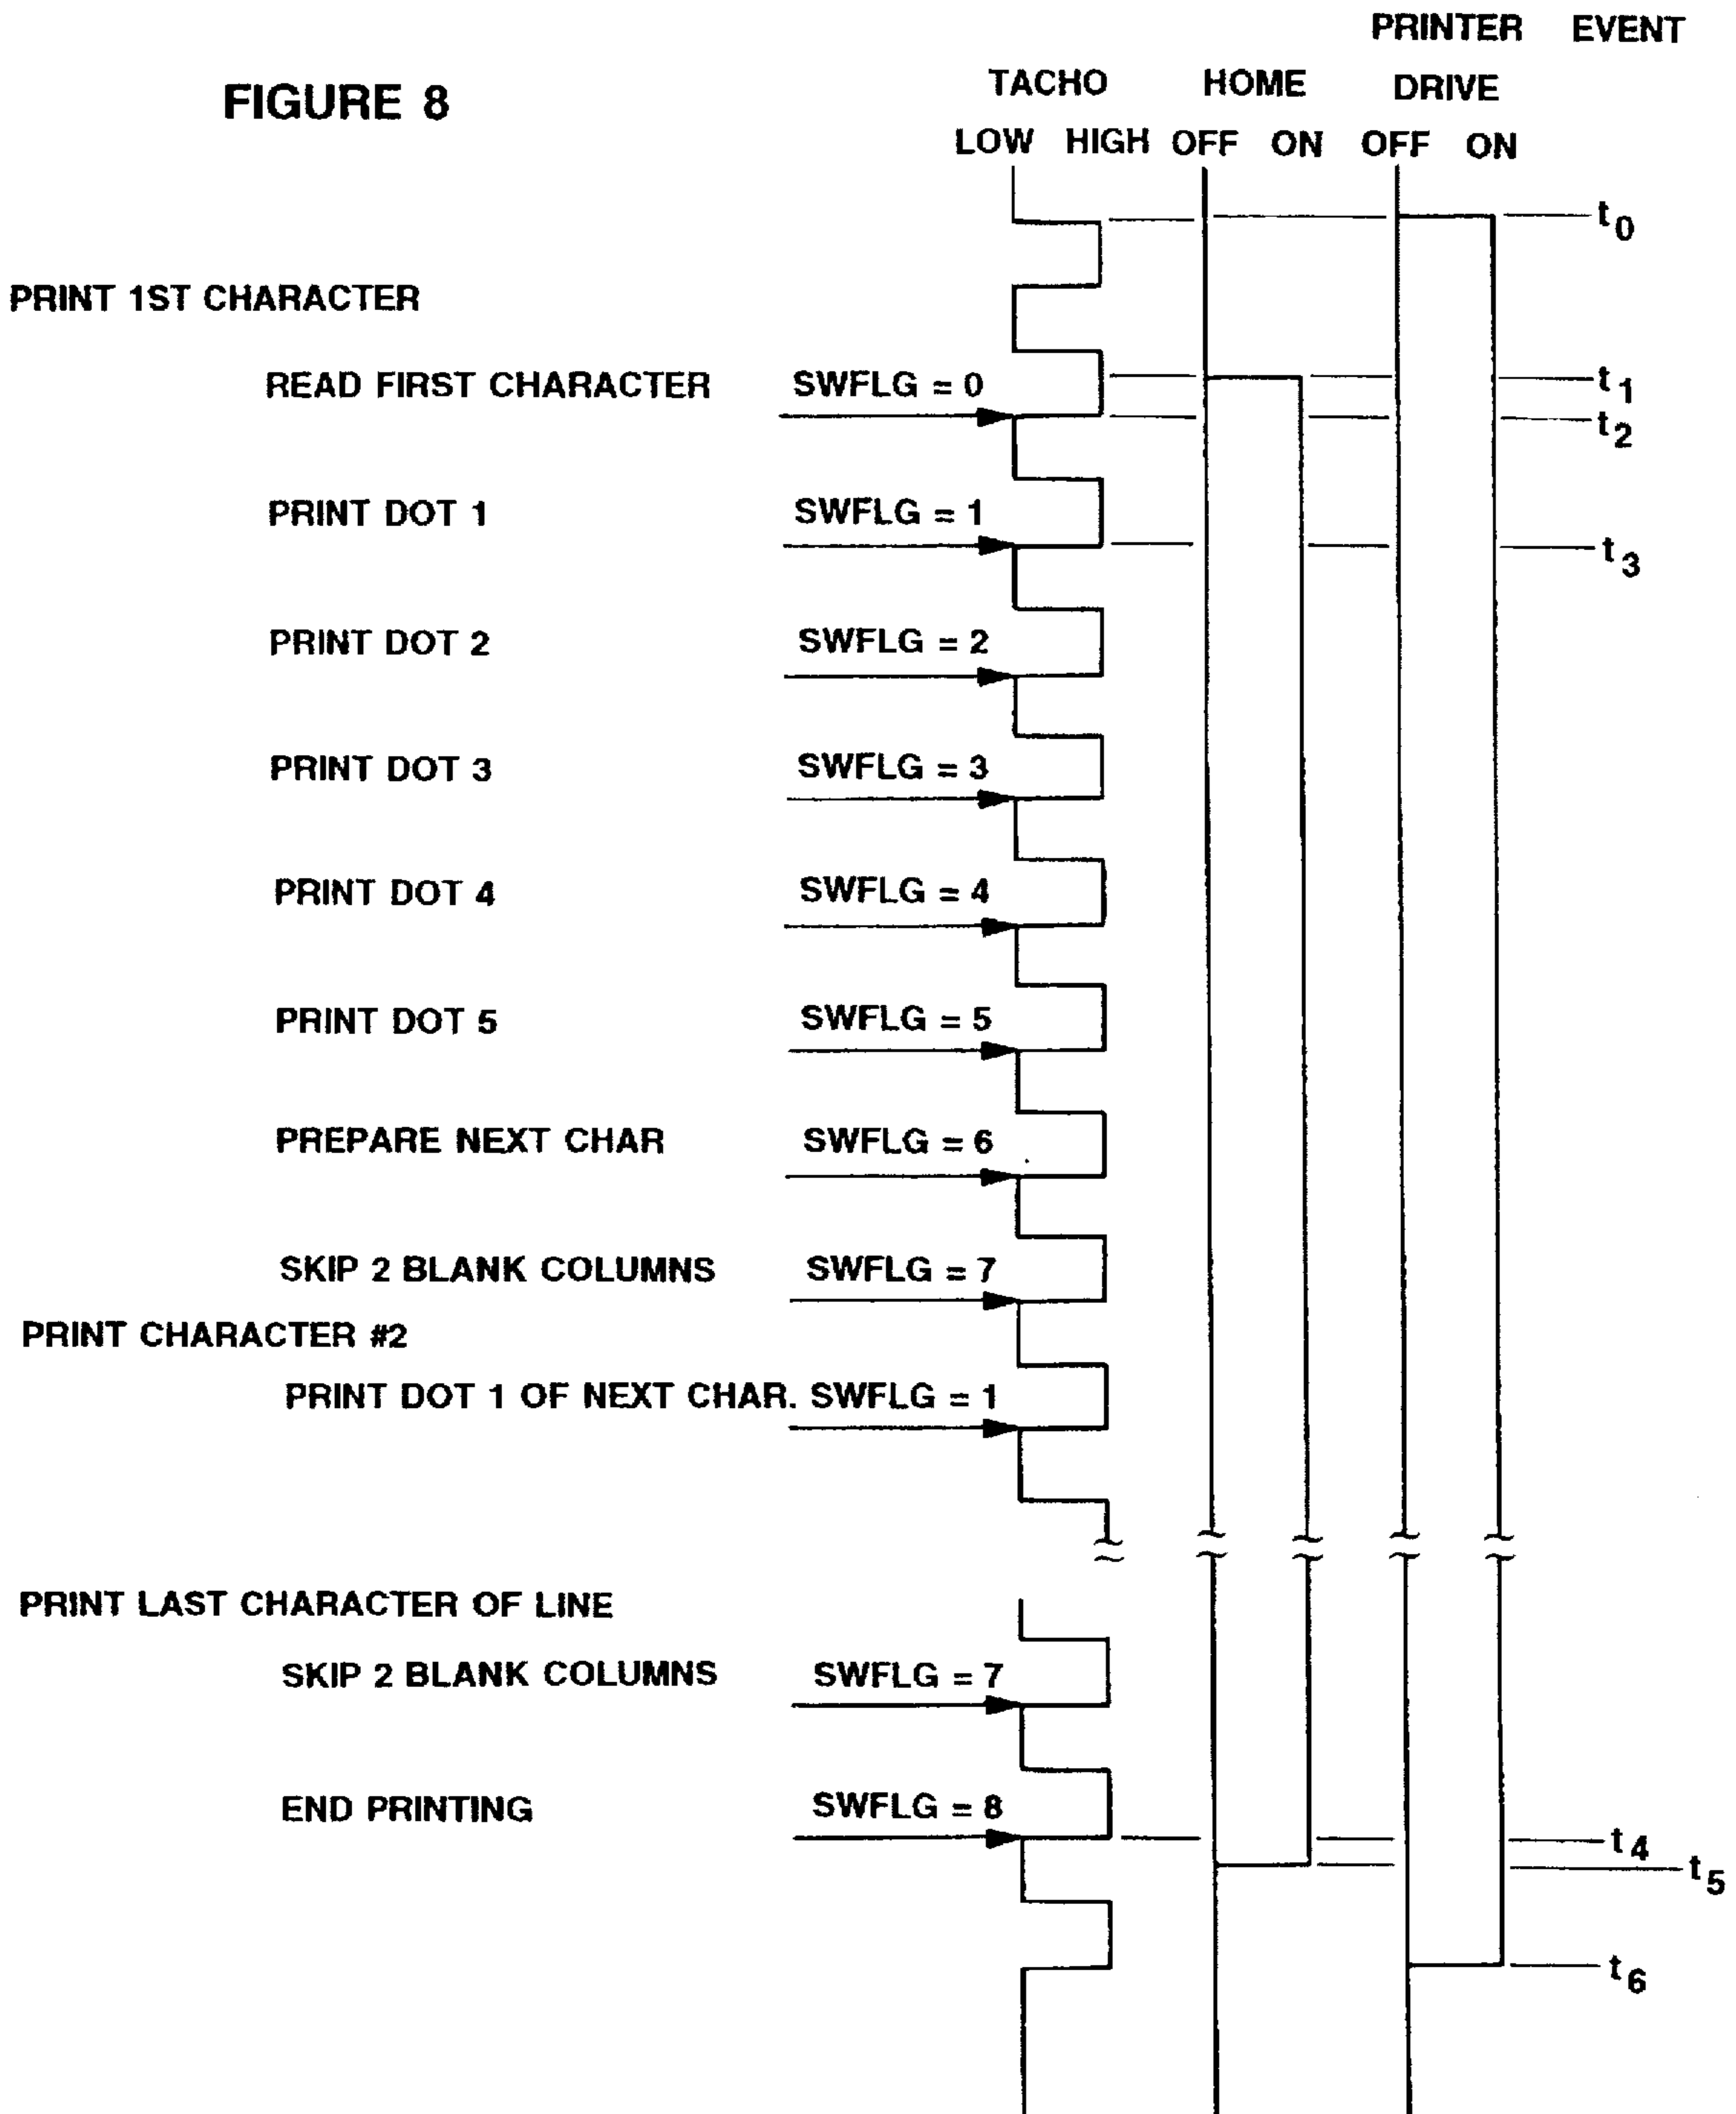 PRINTER EVENT
FIGURE 8
TACHO HOME DRIVE
LOW HIGH OFF ON OFF ON
t0
PRINT 1ST CHARACTER
READ FIRST CHARACTER SWFLG = 0 t1
t2
PRINT DOT 1 SWFLG = 1
t3
PRINT DOT 2 SWFLG = 2
PRINT DOT 3 SWFLG = 3
PRINT DOT 4 SWFLG = 4
PRINT DOT 5 SWFLG = 5
PREPARE NEXT CHAR SWFLG = 6
SKIP 2 BLANK COLUMNS SWFLG = 7
PRINT CHARACTER #2
PRINT DOT 1 OF NEXT CHAR. SWFLG = 1
PRINT LAST CHARACTER OF LINE
SKIP 2 BLANK COLUMNS SWFLG = 7
END PRINTING SWFLG = 8
t4
t5
t6